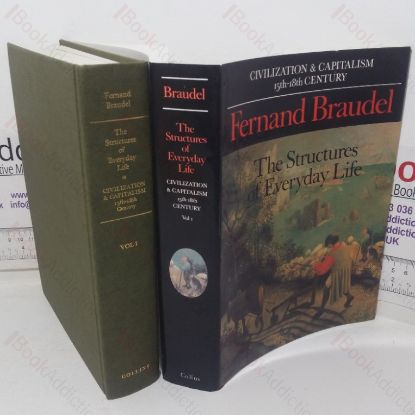 Fernand
Braudel
The
Structures
of
Everyday
Life
CIVILIZATION
& CAPITALISM
15th-18th
Century
VOL I
COLLINS
Braudel
The
Structures of
Everyday
Life
CIVILIZATION
& CAPITALISM
15th-18th
CENTURY
Vol 1
Collins
CIVILIZATION & CAPITALISM
15th-18th CENTURY
Fernand Braudel
The Structures
of Everyday Life
BookAddiction